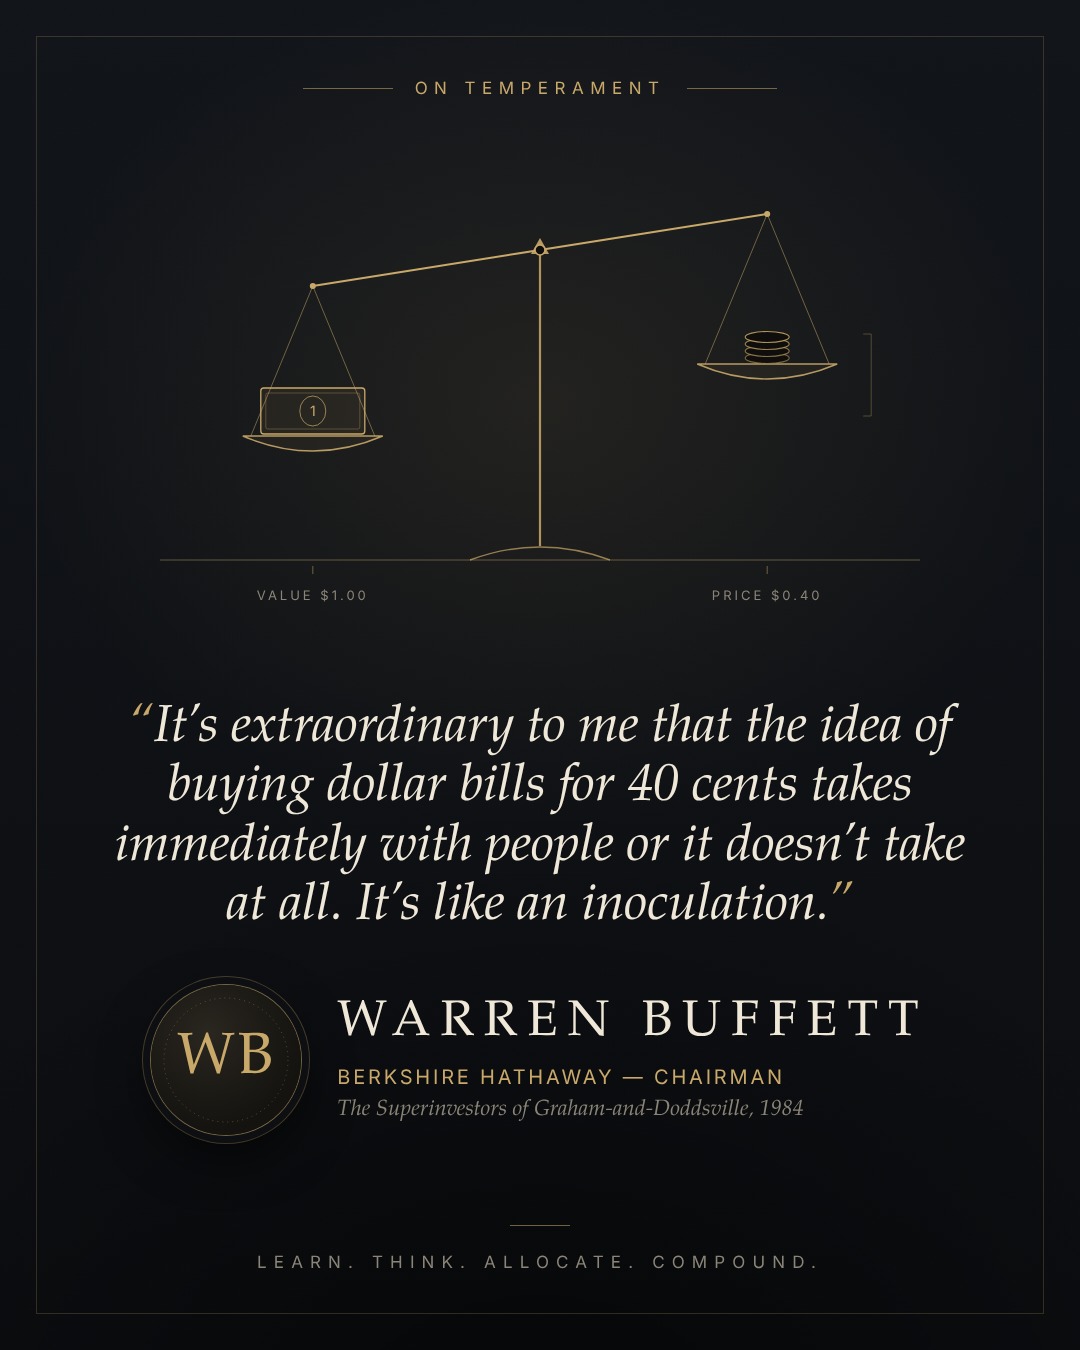 ON TEMPERAMENT
1
VALUE $1.00
PRICE $0.40
“It’s extraordinary to me that the idea of
buying dollar bills for 40 cents takes
immediately with people or it doesn’t take
at all. It’s like an inoculation.”
WB
WARREN BUFFETT
BERKSHIRE HATHAWAY — CHAIRMAN
The Superinvestors of Graham-and-Doddsville, 1984
LEARN. THINK. ALLOCATE. COMPOUND.